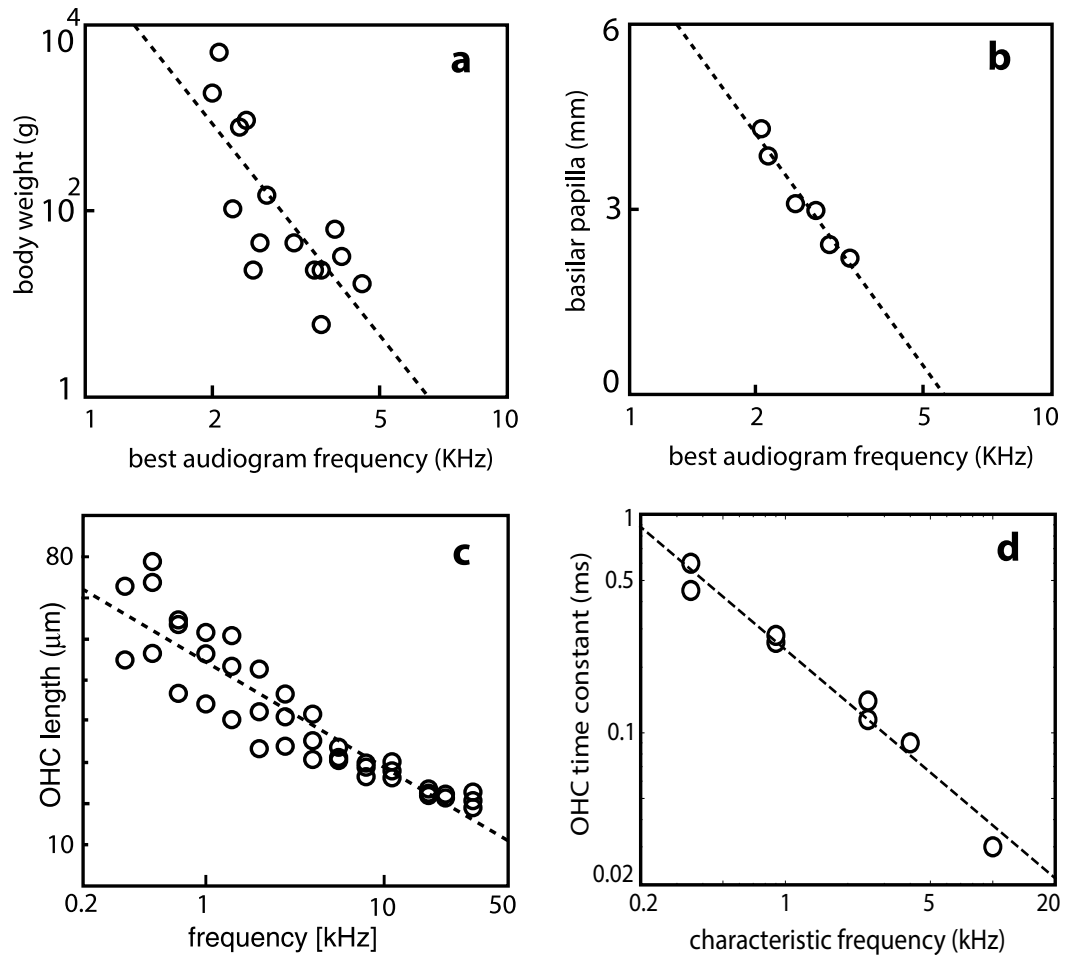 10^4
a
body weight (g)
10^2
1
1 2 5 10
best audiogram frequency (KHz)
6
b
basilar papilla (mm)
3
0
1 2 5 10
best audiogram frequency (KHz)
80
c
OHC length (μm)
10
0.2 1 10 50
frequency [kHz]
1
d
0.5
OHC time constant (ms)
0.1
0.02
0.2 1 5 20
characteristic frequency (kHz)